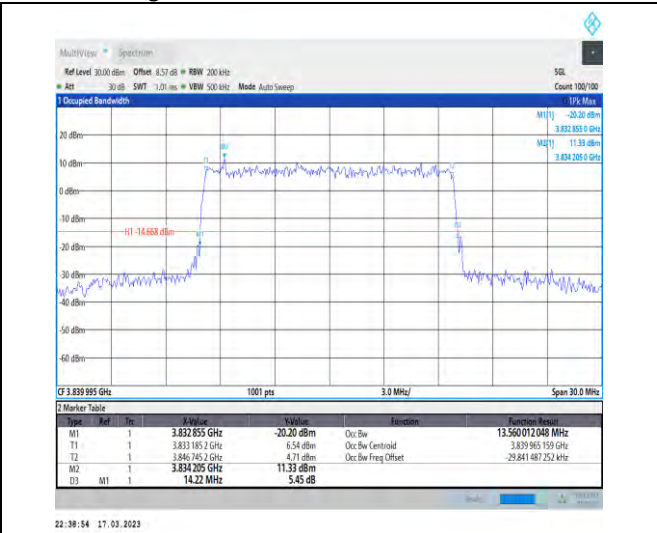 MultiView Spectrum
Ref Level 30.00 dBm Offset 8.57 dB RBW 200 kHz SGL
Att 30 dB SWT 1.01 ms VBW 500 kHz Mode Auto Sweep Count 100/100
1 Occupied Bandwidth 1Pk Max
M1[1] -20.20 dBm
3.832 855 0 GHz
M2[1] 11.33 dBm
3.834 205 0 GHz
20 dBm
10 dBm
0 dBm
-10 dBm
H1 -14.668 dBm
-20 dBm
-30 dBm
-40 dBm
-50 dBm
-60 dBm
CF 3.839 995 GHz 1001 pts 3.0 MHz/ Span 30.0 MHz
2 Marker Table
Type Ref Trc X-Value Y-Value Function Function Result
M1 1 3.832 855 GHz -20.20 dBm Occ Bw 13.560 012 048 MHz
T1 1 3.833 185 2 GHz 6.54 dBm Occ Bw Centroid 3.839 965 159 GHz
T2 1 3.846 745 2 GHz 4.71 dBm Occ Bw Freq Offset -29.841 487 252 kHz
M2 1 3.834 205 GHz 11.33 dBm
D3 M1 1 14.22 MHz 5.45 dB
22:38:54 17.03.2023